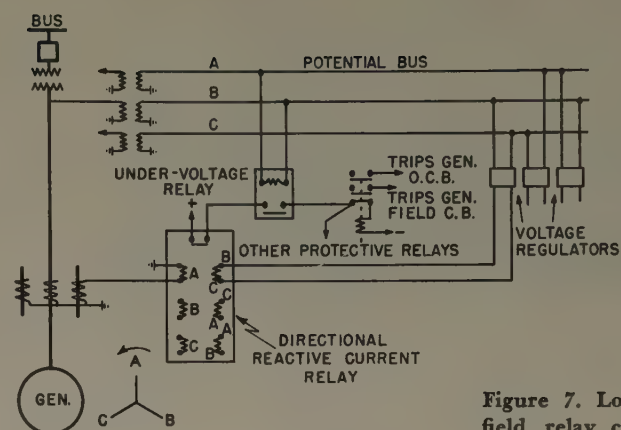 BUS
A
POTENTIAL BUS
B
C
UNDER-VOLTAGE
RELAY
+
TRIPS GEN.
O.C.B.
TRIPS GEN.
FIELD C.B.
−
OTHER PROTECTIVE RELAYS
VOLTAGE
REGULATORS
A
B
C
B
C
C
A
A
B
DIRECTIONAL
REACTIVE CURRENT
RELAY
GEN.
A
C
B
Figure 7.
field relay